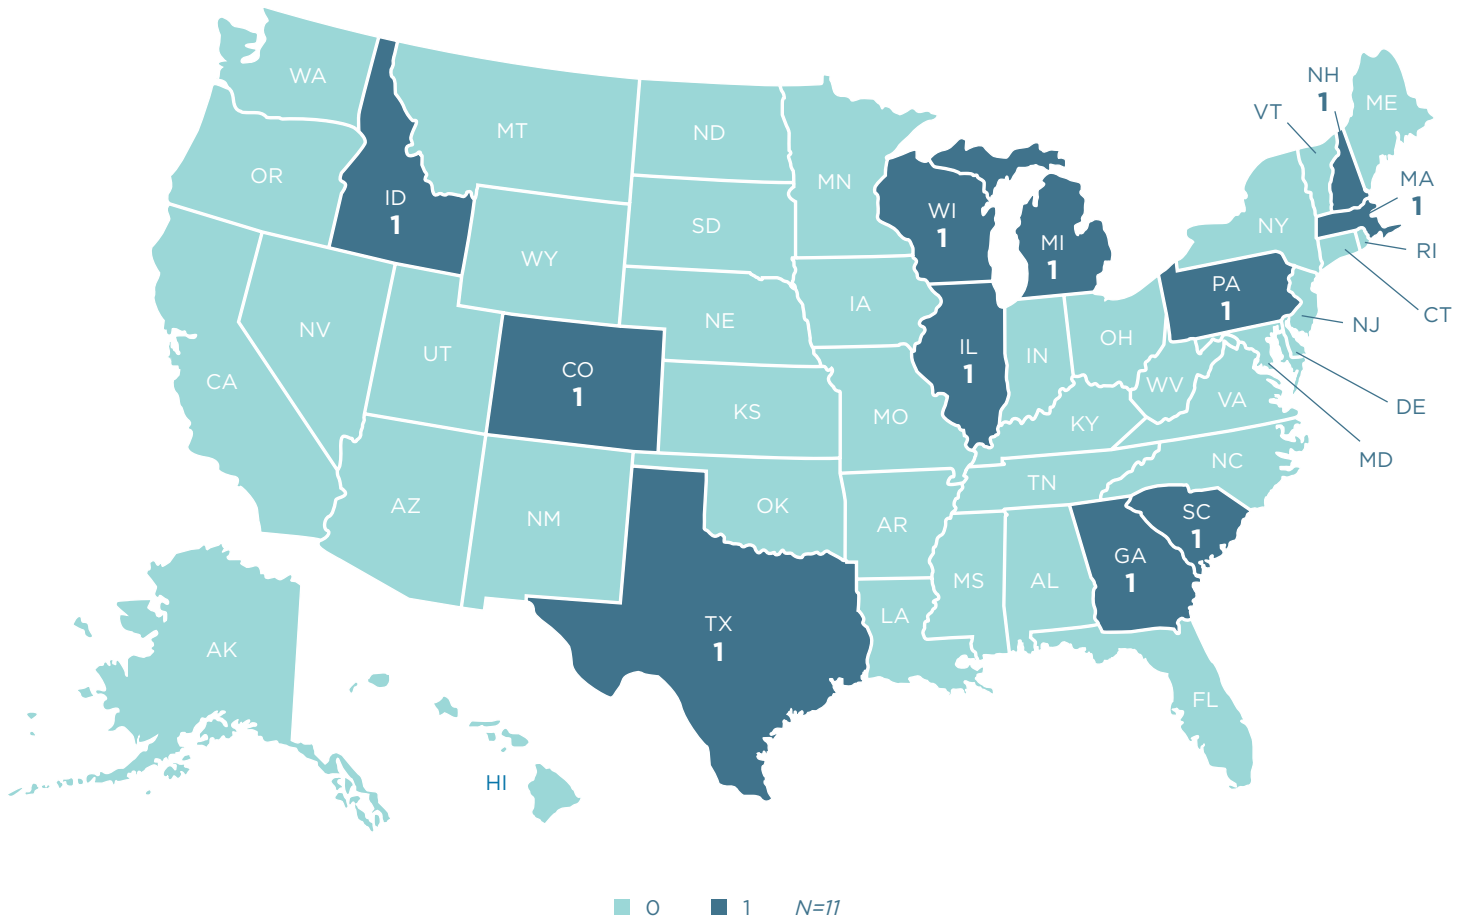 WA
OR
CA
NV
ID
1
MT
WY
UT
CO
1
AZ
NM
ND
SD
NE
KS
OK
TX
1
MN
IA
MO
AR
LA
WI
1
IL
1
MI
1
IN
OH
KY
TN
MS
AL
GA
1
SC
1
NC
VA
WV
PA
1
NY
VT
NH
1
ME
MA
1
RI
CT
NJ
DE
MD
FL
AK
HI
0
1
N=11